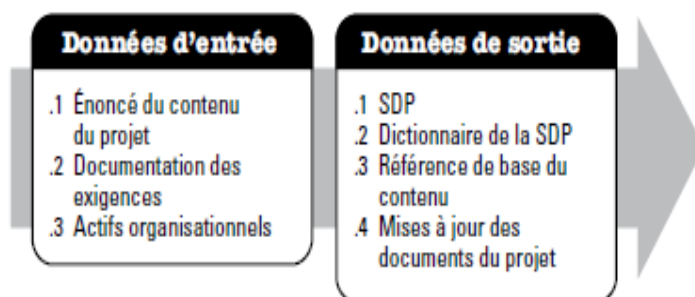 Données d'entrée
.1 Énoncé du contenu
du projet
.2 Documentation des
exigences
.3 Actifs organisationnels
Données de sortie
.1 SDP
.2 Dictionnaire de la SDP
.3 Référence de base du
contenu
.4 Mises à jour des
documents du projet